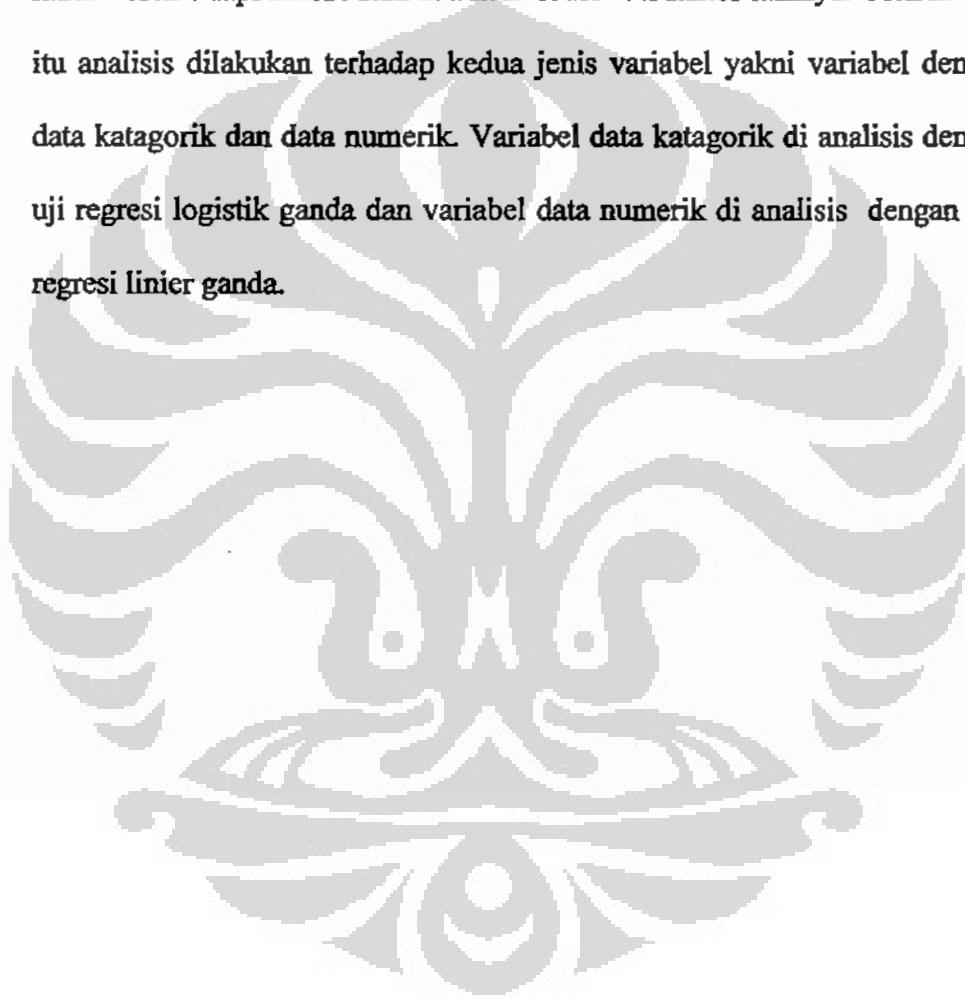 itu analisis dilakukan terhadap kedua jenis variabel yakni variabel den
data katagorik dan data numerik. Variabel data katagorik di analisis den
uji regresi logistik ganda dan variabel data numerik di analisis dengan
regresi linier ganda.